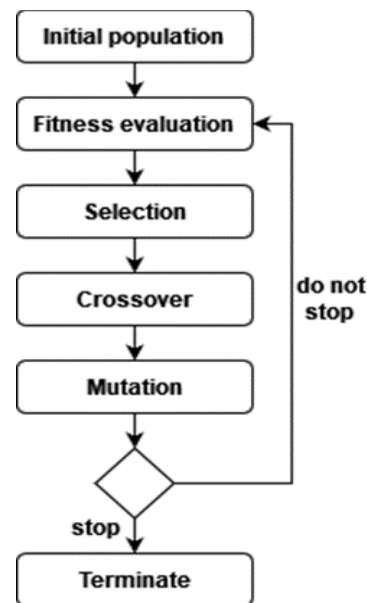 Initial population
Fitness evaluation
Selection
Crossover
do not
stop
Mutation
stop
Terminate